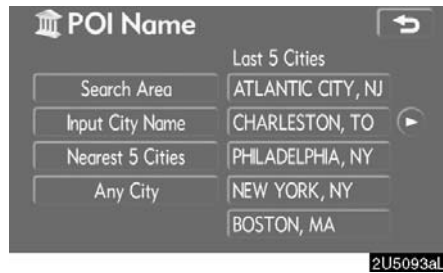 POI Name
Last 5 Cities
Search Area
ATLANTIC CITY, NJ
Input City Name
CHARLESTON, TO
Nearest 5 Cities
PHILADELPHIA, NY
Any City
NEW YORK, NY
BOSTON, MA
2U5093aL